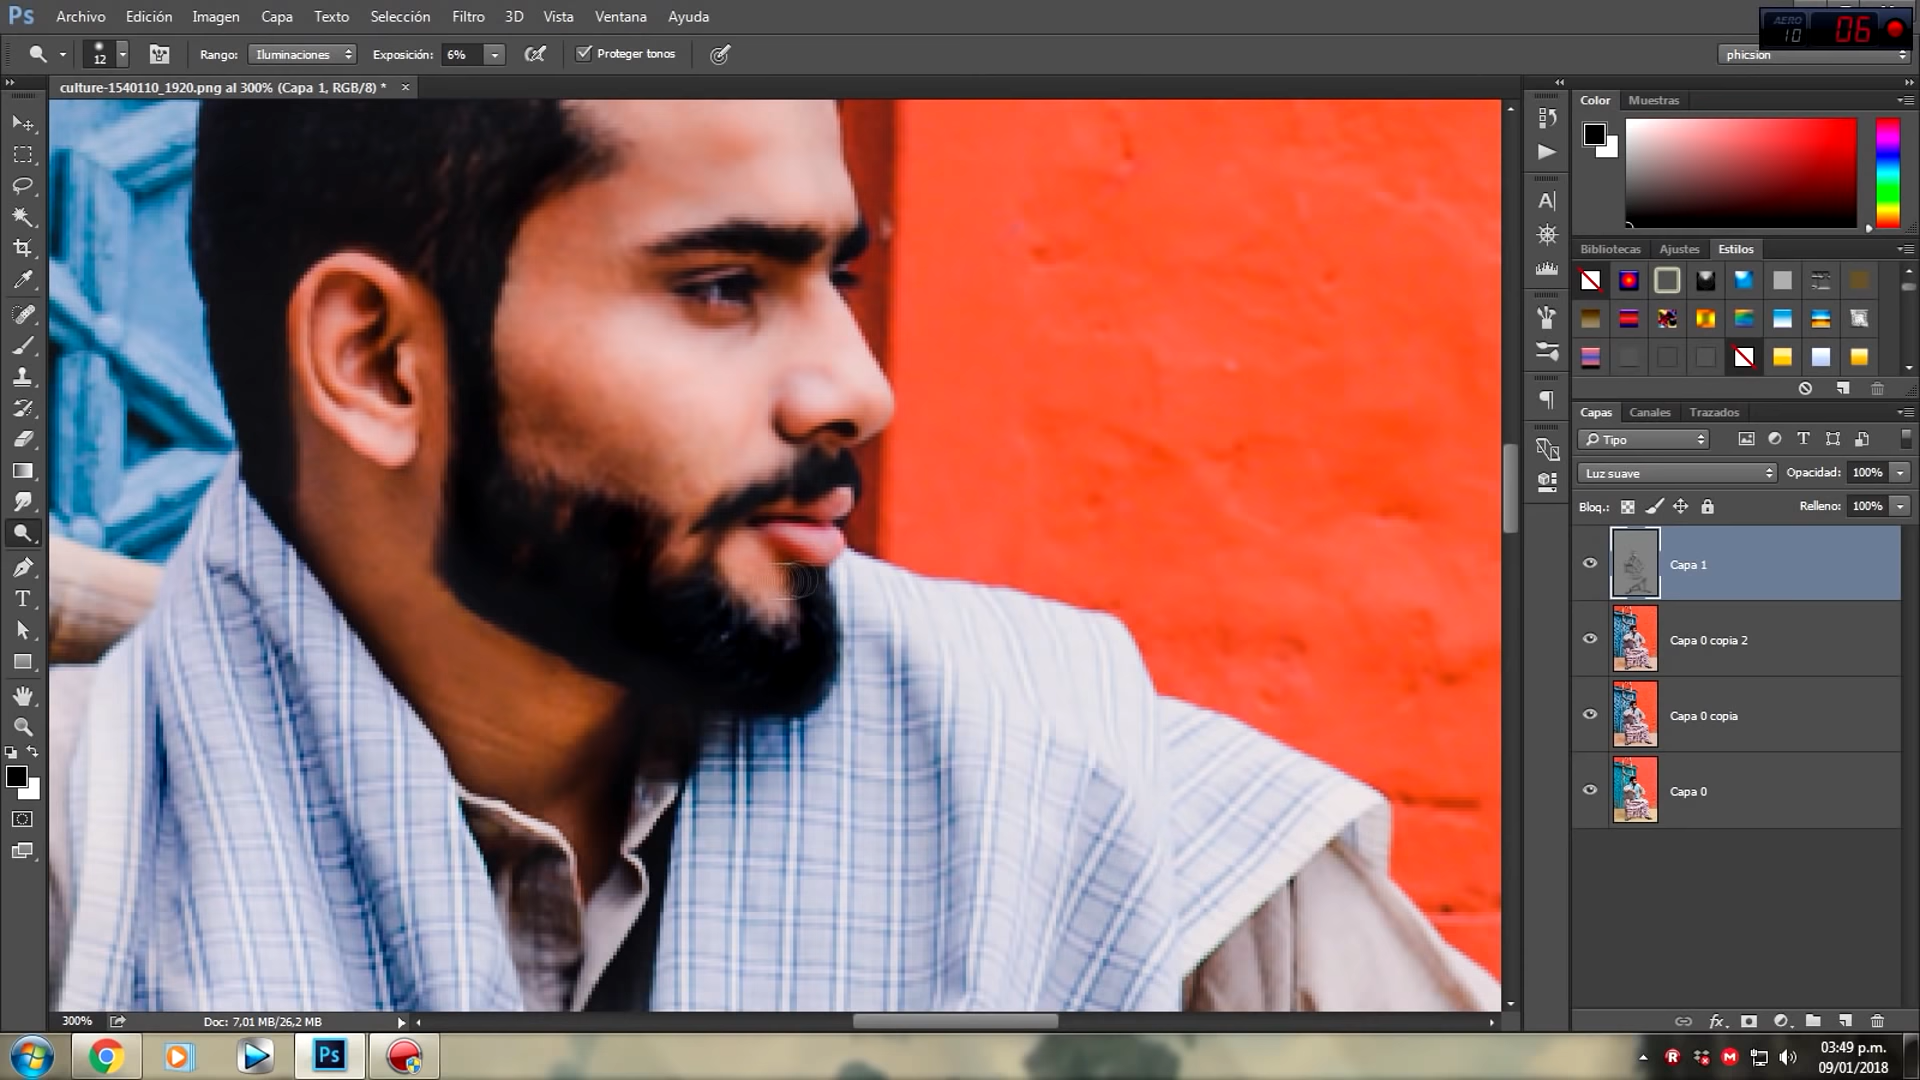 Ps Archivo Edición Imagen Capa Texto Selección Filtro 3D Vista Ventana Ayuda
AERO 10 06
12 Rango: Iluminaciones Exposición: 6% Proteger tonos phicsion
culture-1540110_1920.png al 300% (Capa 1, RGB/8) * ×
Color Muestras
Bibliotecas Ajustes Estilos
Capas Canales Trazados
Tipo
Luz suave Opacidad: 100%
Bloq.: Relleno: 100%
Capa 1
Capa 0 copia 2
Capa 0 copia
Capa 0
300% Doc: 7,01 MB/26,2 MB
Ps
03:49 p.m.
09/01/2018